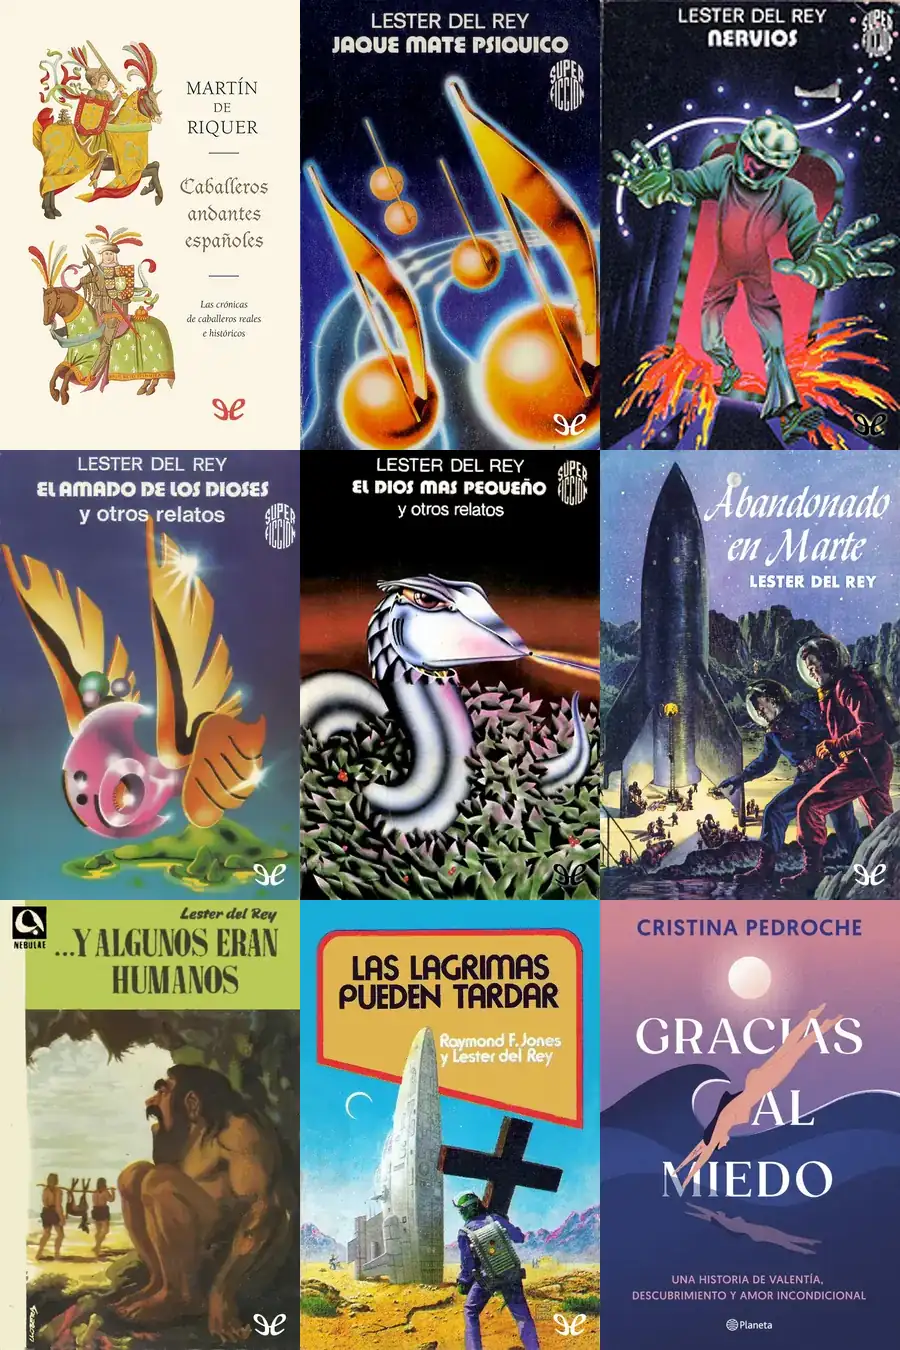 MARTÍN
DE
RIQUER
Caballeros
andantes
españoles
Las crónicas
de caballeros reales
e históricos
LESTER DEL REY
JAQUE MATE PSIQUICO
SUPER
FICCION
LESTER DEL REY
NERVIOS
SUPER
FICCION
LESTER DEL REY
EL AMADO DE LOS DIOSES
y otros relatos
SUPER
FICCION
LESTER DEL REY
EL DIOS MAS PEQUEÑO
y otros relatos
SUPER
FICCION
Abandonado
en Marte
LESTER DEL REY
NEBULAE
Lester del Rey
...Y ALGUNOS ERAN
HUMANOS
LAS LAGRIMAS
PUEDEN TARDAR
Raymond F. Jones
y Lester del Rey
CRISTINA PEDROCHE
GRACIAS
AL
MIEDO
UNA HISTORIA DE VALENTÍA,
DESCUBRIMIENTO Y AMOR INCONDICIONAL
Planeta